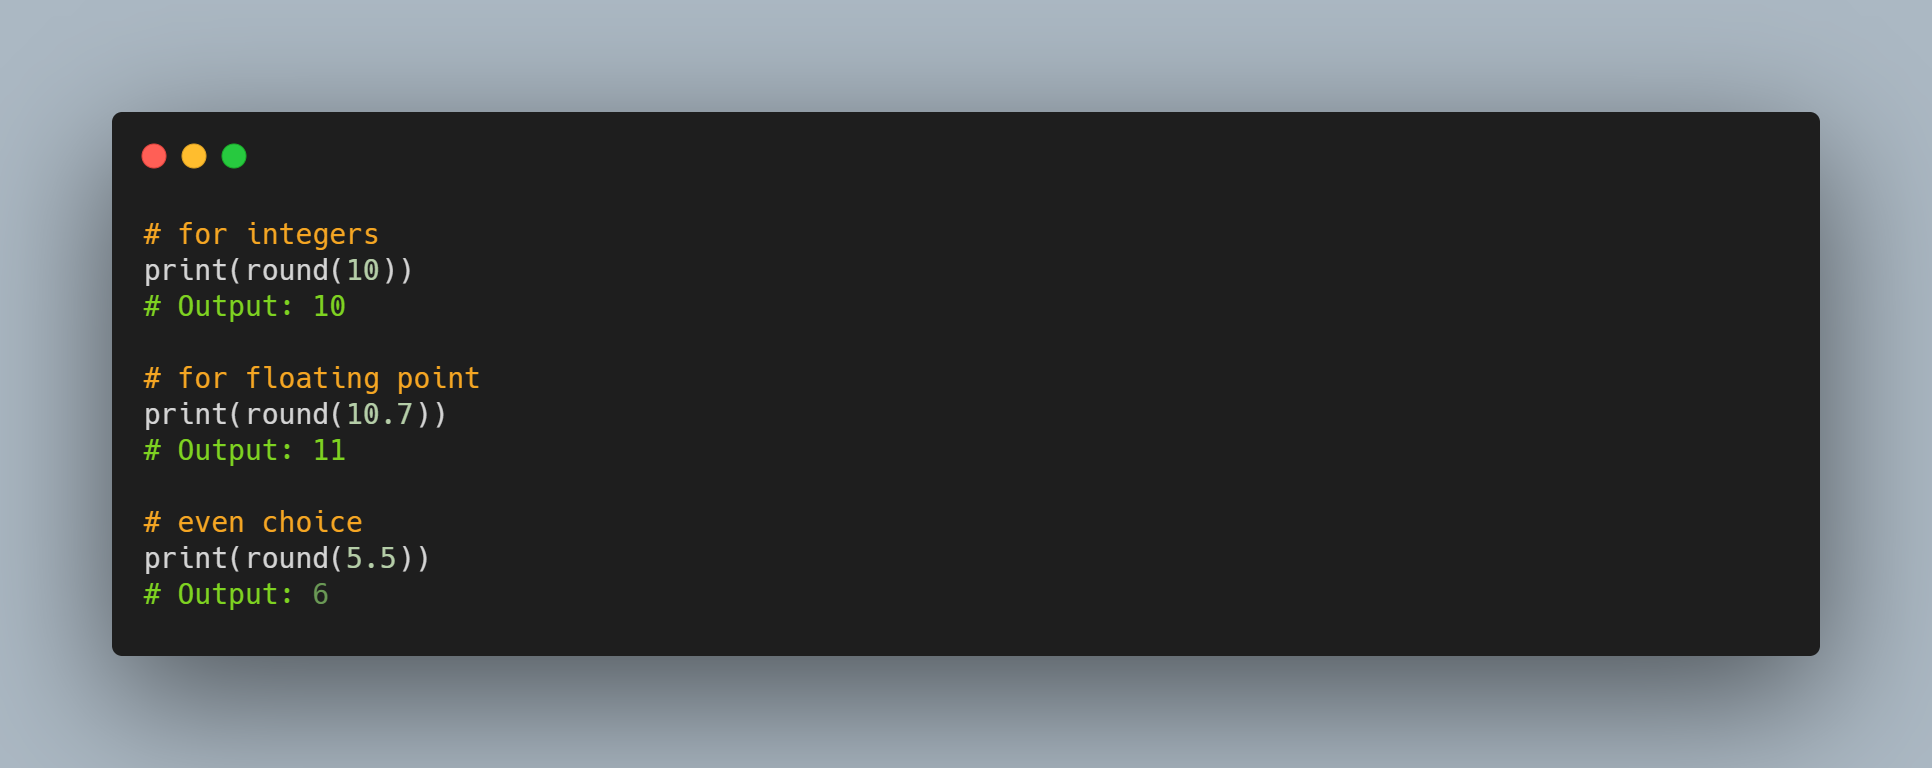 # for integers
print(round(10))
# Output: 10
# for floating point
print(round(10.7))
# Output: 11
# even choice
print(round(5.5))
# Output: 6